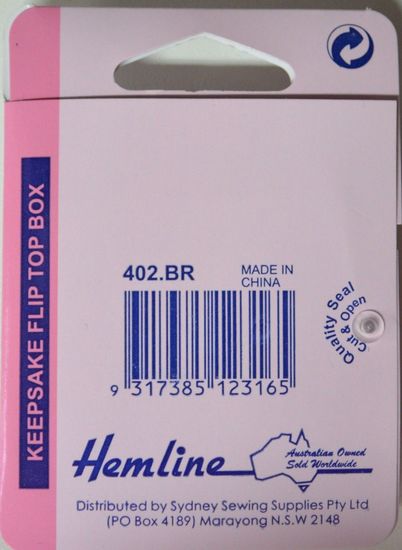 KEEPSAKE FLIP TOP BOX
402.BR
MADE IN
CHINA
9 317385 123165
Quality Seal
Cut & Open
Hemline
Australian Owned
Sold Worldwide
Distributed by Sydney Sewing Supplies Pty Ltd
(PO Box 4189) Marayong N.S.W 2148